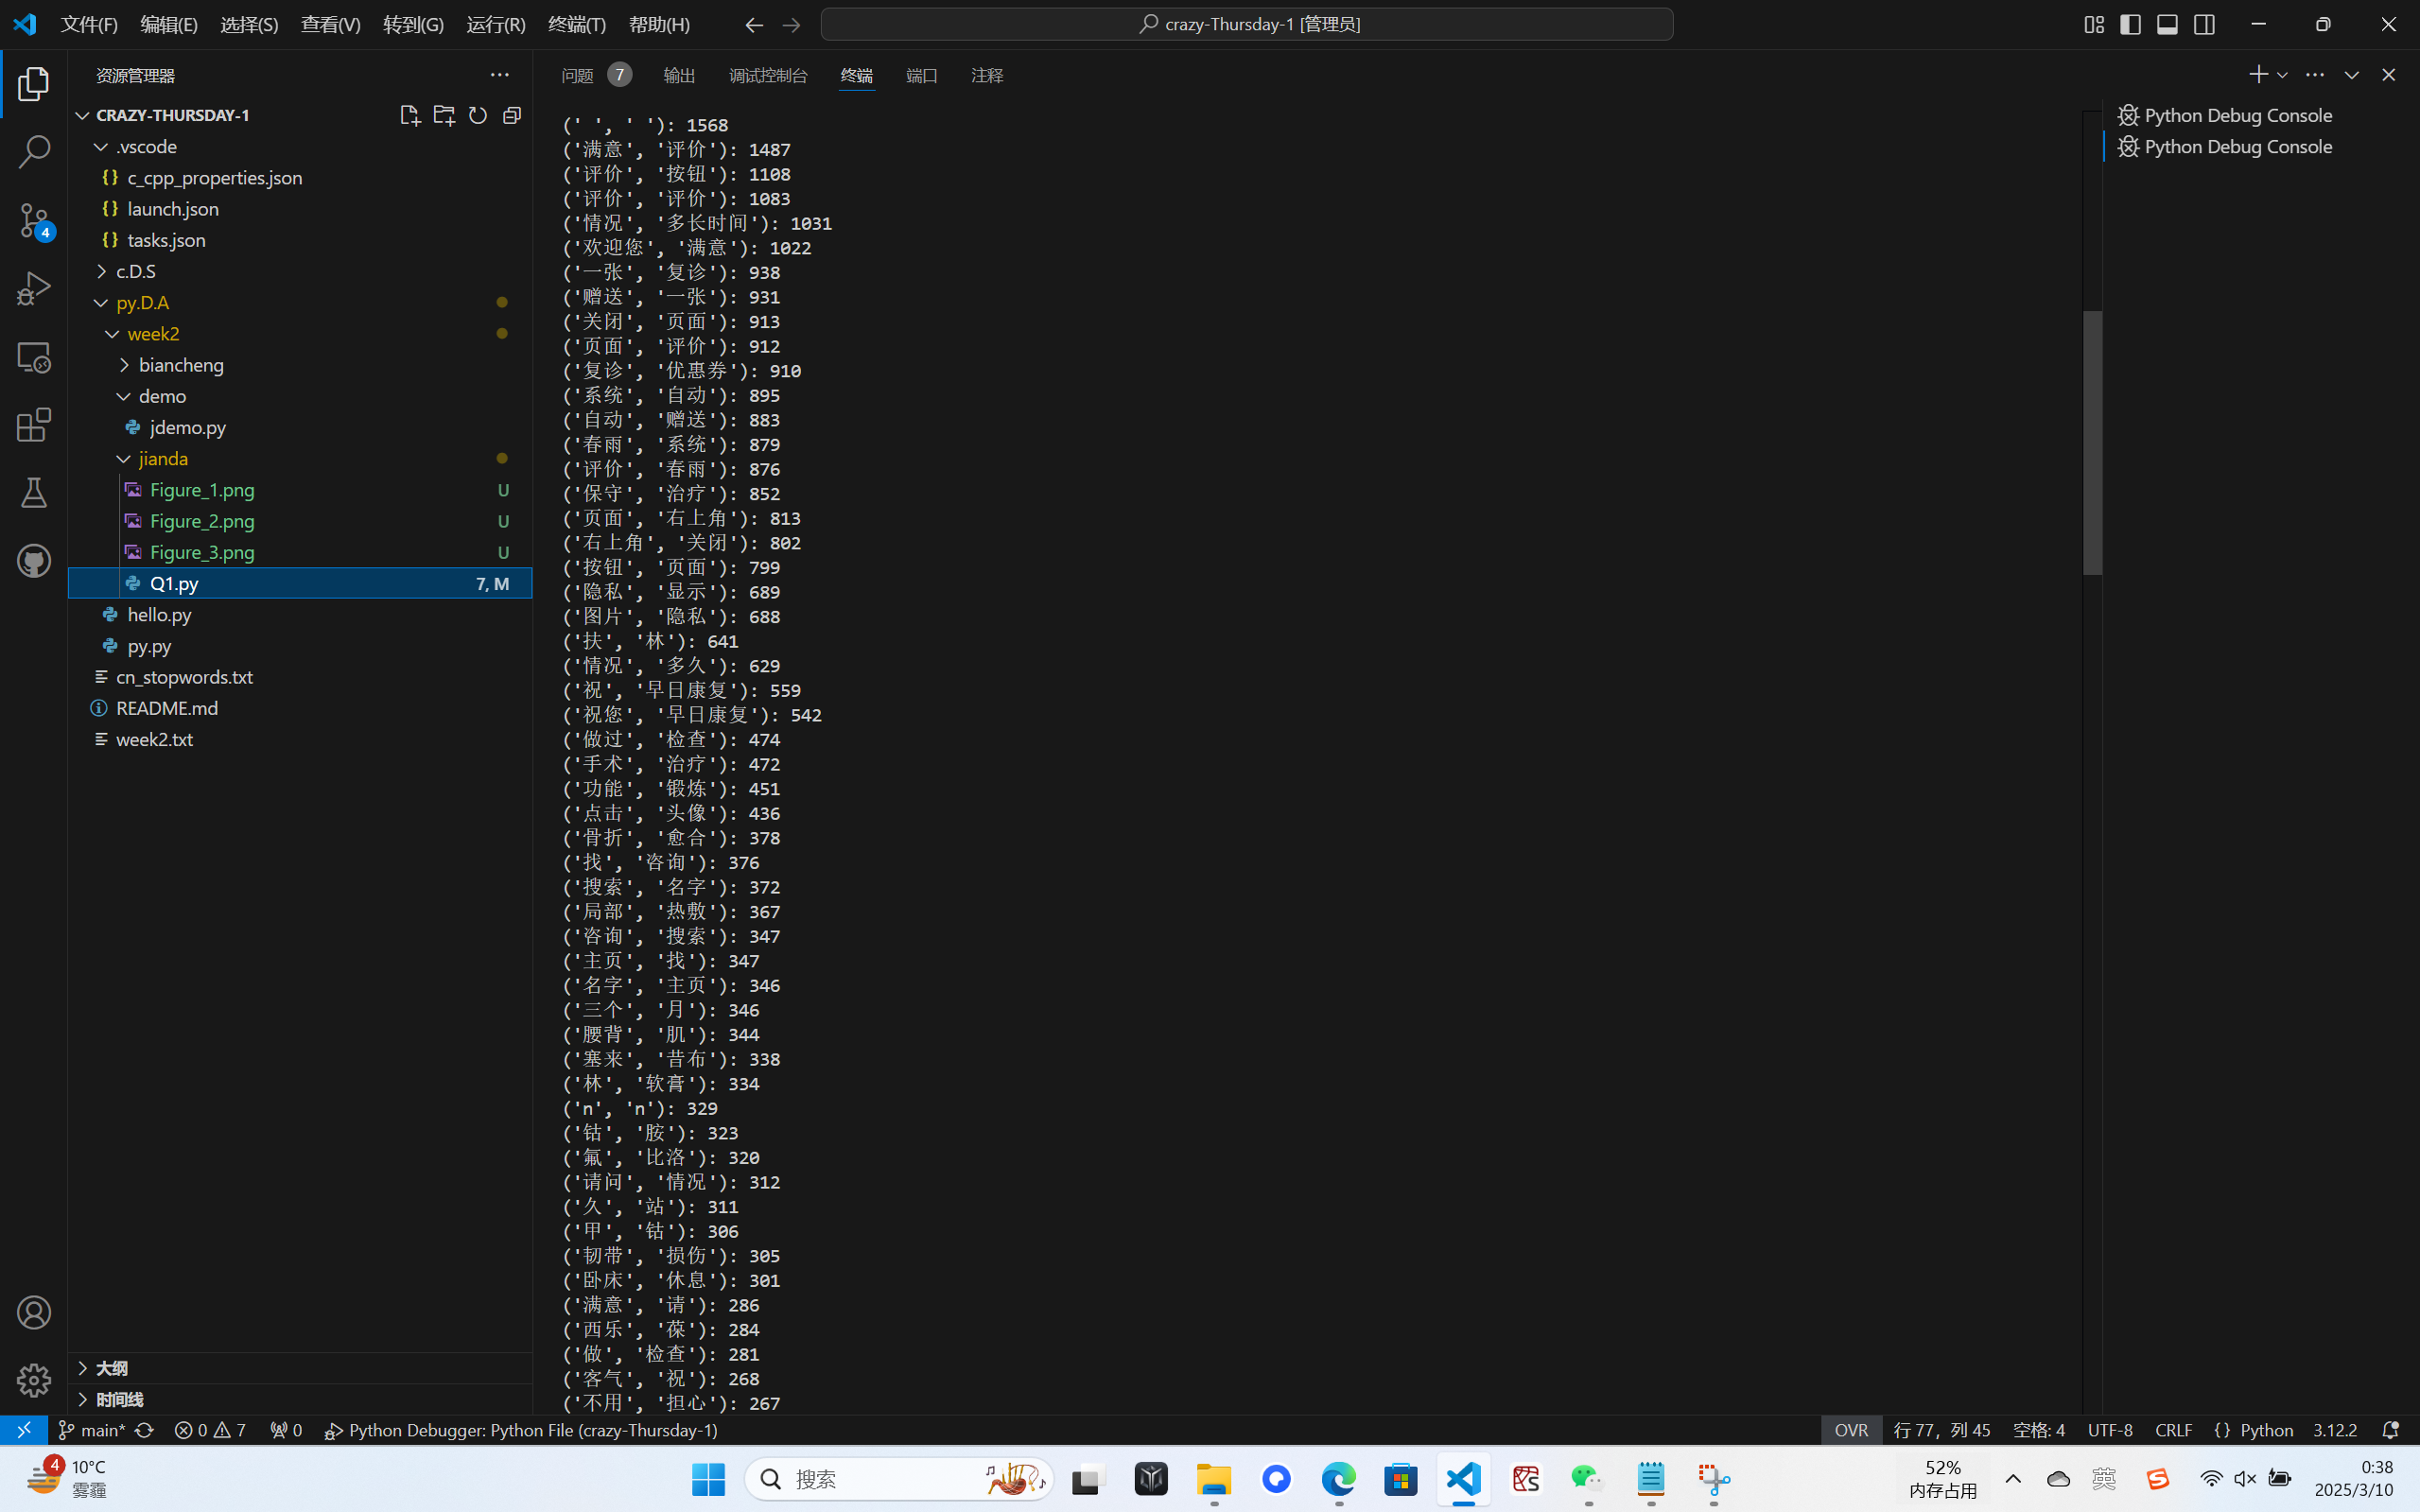 文件(F) 编辑(E) 选择(S) 查看(V) 转到(G) 运行(R) 终端(T) 帮助(H)
crazy-Thursday-1 [管理员]
资源管理器
CRAZY-THURSDAY-1
.vscode
{} c_cpp_properties.json
{} launch.json
{} tasks.json
c.D.S
4
py.D.A
week2
biancheng
demo
jdemo.py
jianda
Figure_1.png U
Figure_2.png U
Figure_3.png U
Q1.py 7, M
hello.py
py.py
cn_stopwords.txt
README.md
week2.txt
大纲
时间线
问题 7 输出 调试控制台 终端 端口 注释
(' ', ' '): 1568
('满意', '评价'): 1487
('评价', '按钮'): 1108
('评价', '评价'): 1083
('情况', '多长时间'): 1031
('欢迎您', '满意'): 1022
('一张', '复诊'): 938
('赠送', '一张'): 931
('关闭', '页面'): 913
('页面', '评价'): 912
('复诊', '优惠券'): 910
('系统', '自动'): 895
('自动', '赠送'): 883
('春雨', '系统'): 879
('评价', '春雨'): 876
('保守', '治疗'): 852
('页面', '右上角'): 813
('右上角', '关闭'): 802
('按钮', '页面'): 799
('隐私', '显示'): 689
('图片', '隐私'): 688
('扶', '林'): 641
('情况', '多久'): 629
('祝', '早日康复'): 559
('祝您', '早日康复'): 542
('做过', '检查'): 474
('手术', '治疗'): 472
('功能', '锻炼'): 451
('点击', '头像'): 436
('骨折', '愈合'): 378
('找', '咨询'): 376
('搜索', '名字'): 372
('局部', '热敷'): 367
('咨询', '搜索'): 347
('主页', '找'): 347
('名字', '主页'): 346
('三个', '月'): 346
('腰背', '肌'): 344
('塞来', '昔布'): 338
('林', '软膏'): 334
('n', 'n'): 329
('钴', '胺'): 323
('氟', '比洛'): 320
('请问', '情况'): 312
('久', '站'): 311
('甲', '钴'): 306
('韧带', '损伤'): 305
('卧床', '休息'): 301
('满意', '请'): 286
('西乐', '葆'): 284
('做', '检查'): 281
('客气', '祝'): 268
('不用', '担心'): 267
Python Debug Console
Python Debug Console
main* 0 7 0 Python Debugger: Python File (crazy-Thursday-1) OVR 行 77，列 45 空格: 4 UTF-8 CRLF {} Python 3.12.2
4
10°C
雾霾
搜索
52%
内存占用
英
0:38
2025/3/10